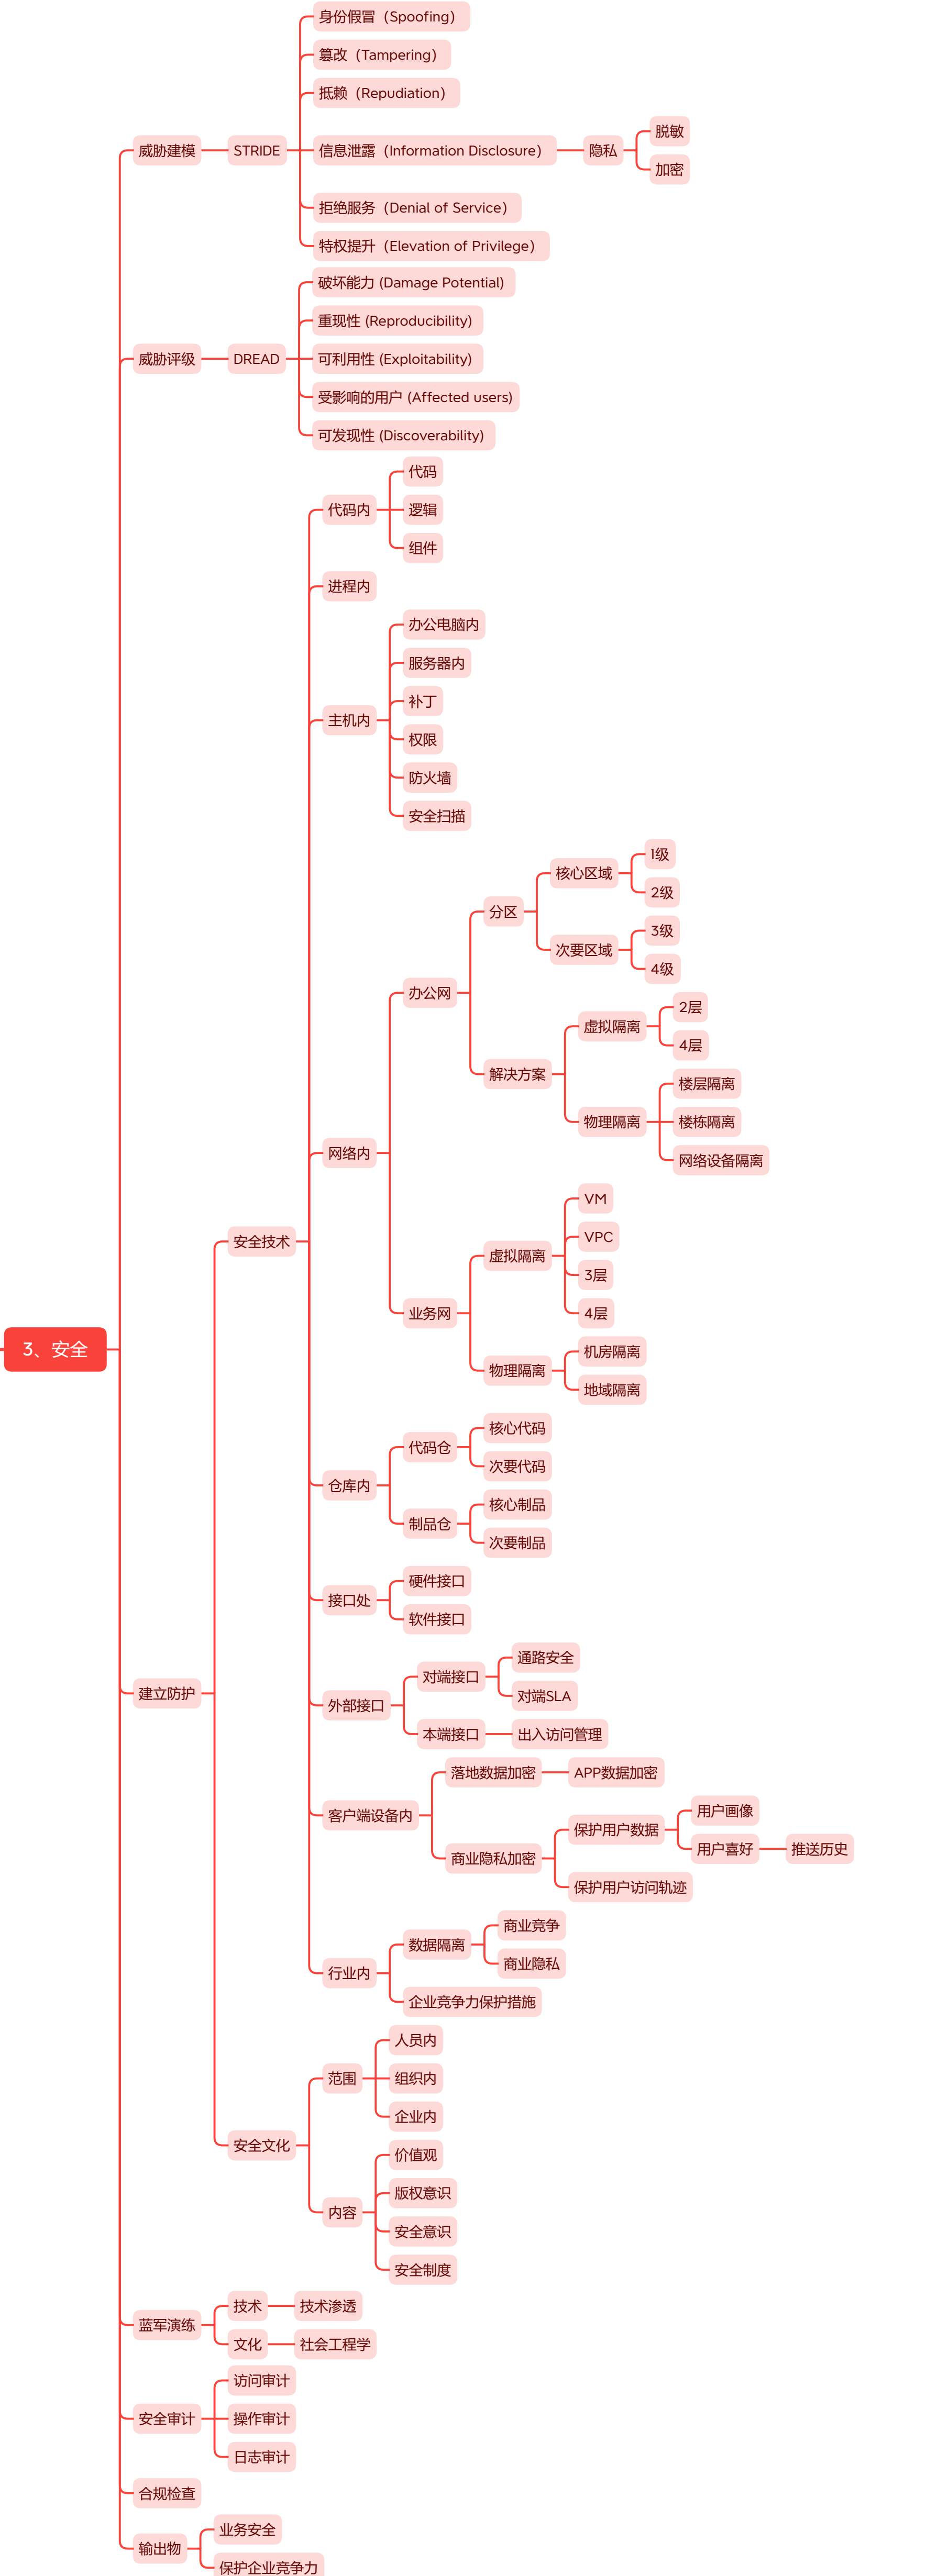 3、安全
威胁建模
STRIDE
身份假冒（Spoofing）
篡改（Tampering）
抵赖（Repudiation）
信息泄露（Information Disclosure）
隐私
脱敏
加密
拒绝服务（Denial of Service）
特权提升（Elevation of Privilege）
威胁评级
DREAD
破坏能力 (Damage Potential)
重现性 (Reproducibility)
可利用性 (Exploitability)
受影响的用户 (Affected users)
可发现性 (Discoverability)
建立防护
安全技术
代码内
代码
逻辑
组件
进程内
主机内
办公电脑内
服务器内
补丁
权限
防火墙
安全扫描
网络内
办公网
分区
核心区域
1级
2级
次要区域
3级
4级
解决方案
虚拟隔离
2层
4层
物理隔离
楼层隔离
楼栋隔离
网络设备隔离
业务网
虚拟隔离
VM
VPC
3层
4层
物理隔离
机房隔离
地域隔离
仓库内
代码仓
核心代码
次要代码
制品仓
核心制品
次要制品
接口处
硬件接口
软件接口
外部接口
对端接口
通路安全
对端SLA
本端接口
出入访问管理
客户端设备内
落地数据加密
APP数据加密
商业隐私加密
保护用户数据
用户画像
用户喜好
推送历史
保护用户访问轨迹
行业内
数据隔离
商业竞争
商业隐私
企业竞争力保护措施
安全文化
范围
人员内
组织内
企业内
内容
价值观
版权意识
安全意识
安全制度
蓝军演练
技术
技术渗透
文化
社会工程学
安全审计
访问审计
操作审计
日志审计
合规检查
输出物
业务安全
保护企业竞争力